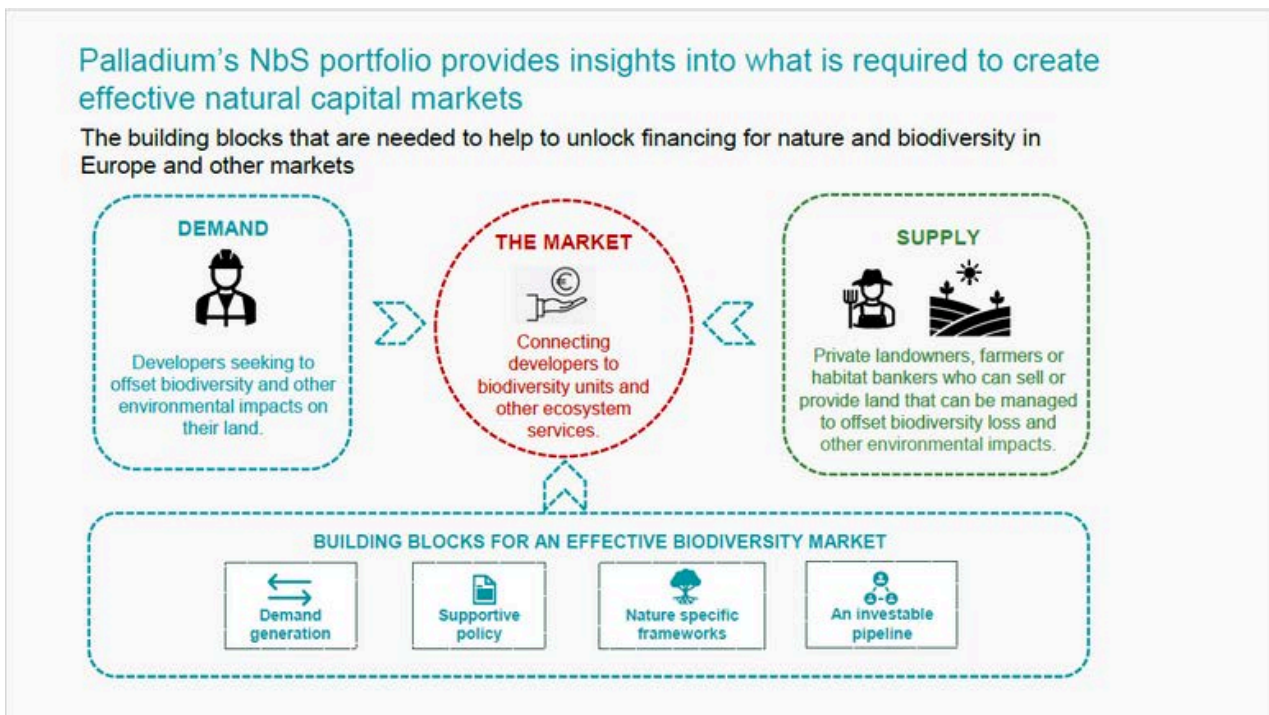 Palladium's NbS portfolio provides insights into what is required to create
effective natural capital markets
The building blocks that are needed to help to unlock financing for nature and biodiversity in
Europe and other markets
DEMAND
Developers seeking to
offset biodiversity and other
environmental impacts on
their land.
THE MARKET
€
Connecting
developers to
biodiversity units and
other ecosystem
services.
SUPPLY
Private landowners, farmers or
habitat bankers who can sell or
provide land that can be managed
to offset biodiversity loss and
other environmental impacts.
BUILDING BLOCKS FOR AN EFFECTIVE BIODIVERSITY MARKET
Demand
generation
Supportive
policy
Nature specific
frameworks
An investable
pipeline